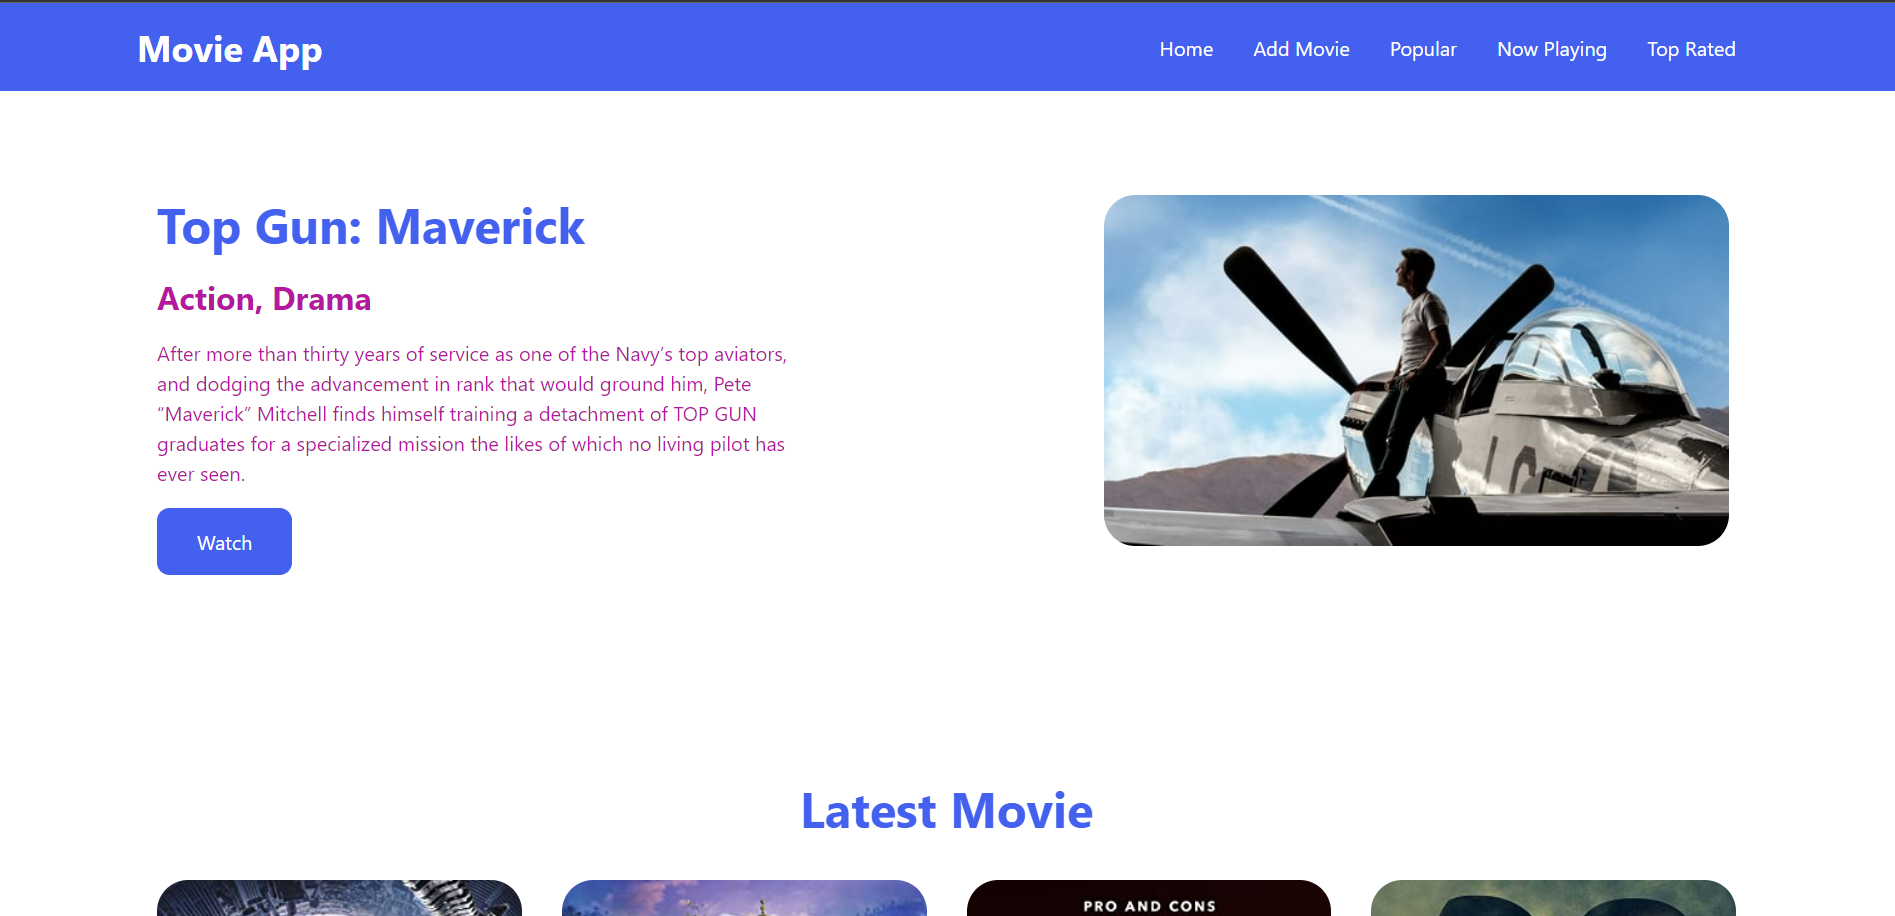 Movie App
Home Add Movie Popular Now Playing Top Rated
Top Gun: Maverick
Action, Drama
After more than thirty years of service as one of the Navy’s top aviators,
and dodging the advancement in rank that would ground him, Pete
“Maverick” Mitchell finds himself training a detachment of TOP GUN
graduates for a specialized mission the likes of which no living pilot has
ever seen.
Watch
Latest Movie
PRO AND CONS